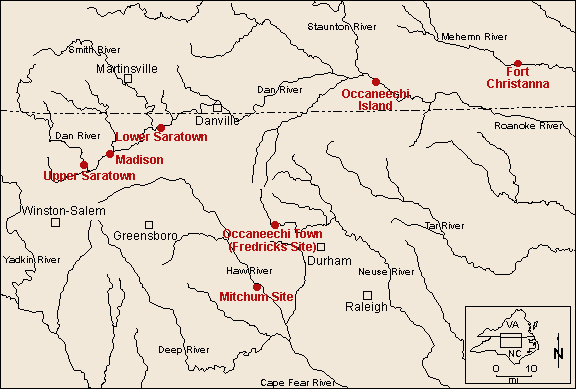 Staunton River
Meherrn River
Smith River
Martinsville
Fort
Christanna
Dan River
Occaneechi
Island
Danville
Roanoke River
Dan River
Lower Saratown
Madison
Upper Saratown
Winston-Salem
Greensboro
Occaneechi Town
(Fredricks Site)
Tar River
Durham
Yadkin River
Haw River
Neuse River
Mitchum Site
Raleigh
VA
NC
N
0 10
mi
Deep River
Cape Fear River